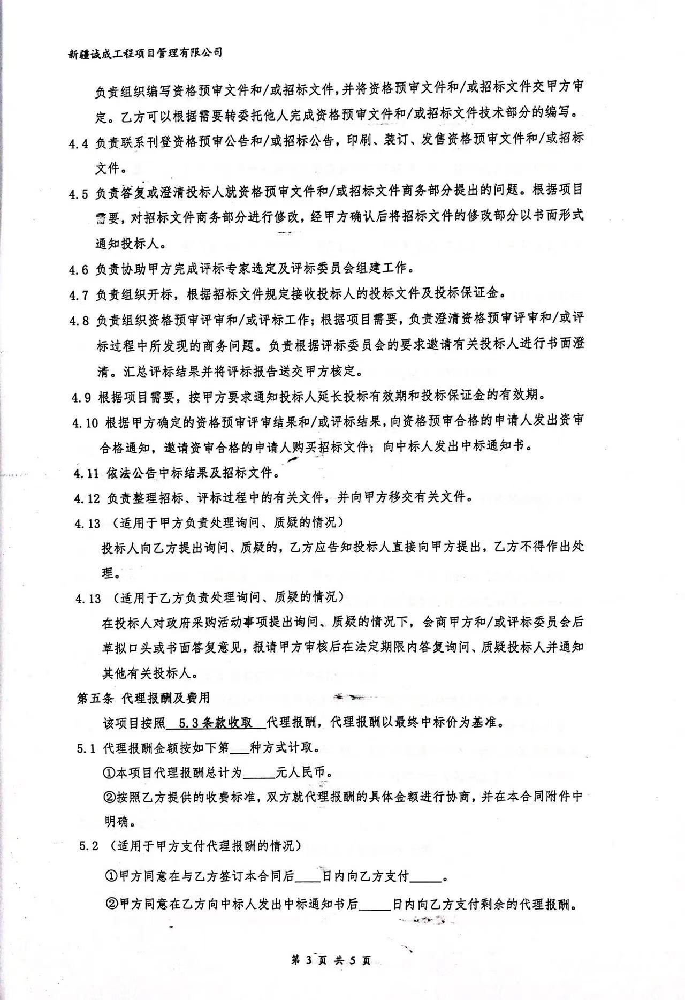 新疆诚成工程项目管理有限公司
负责组织编写资格预审文件和/或招标文件,并将资格预审文件和/或招标文件交甲方审
定。乙方可以根据需要转委托他人完成资格预审文件和/或招标文件技术部分的编写。
4.4 负责联系刊登资格预审公告和/或招标公告，印刷、装订、发售资格预审文件和/或招标
文件。
4.5 负责答复或澄清投标人就资格预审文件和/或招标文件商务部分提出的问题。根据项目
需要，对招标文件商务部分进行修改，经甲方确认后将招标文件的修改部分以书面形式
通知投标人。
4.6 负责协助甲方完成评标专家选定及评标委员会组建工作。
4.7 负责组织开标，根据招标文件规定接收投标人的投标文件及投标保证金。
4.8 负责组织资格预审评审和/或评标工作；根据项目需要，负责澄清资格预审评审和/或评
标过程中所发现的商务问题。负责根据评标委员会的要求邀请有关投标人进行书面澄
清。汇总评标结果并将评标报告送交甲方核定。
4.9 根据项目需要，按甲方要求通知投标人延长投标有效期和投标保证金的有效期。
4.10 根据甲方确定的资格预审评审结果和/或评标结果，向资格预审合格的申请人发出资审
合格通知，邀请资审合格的申请人购买招标文件；向中标人发出中标通知书。
4.11 依法公告中标结果及招标文件。
4.12 负责整理招标、评标过程中的有关文件，并向甲方移交有关文件。
4.13 （适用于甲方负责处理询问、质疑的情况）
投标人向乙方提出询问、质疑的，乙方应告知投标人直接向甲方提出，乙方不得作出处
理。
4.13 （适用于乙方负责处理询问、质疑的情况）
在投标人对政府采购活动事项提出询问、质疑的情况下，会商甲方和/或评标委员会后
草拟口头或书面答复意见，报请甲方审核后在法定期限内答复询问、质疑投标人并通知
其他有关投标人。
第五条 代理报酬及费用
该项目按照 5.3条款收取 代理报酬，代理报酬以最终中标价为基准。
5.1 代理报酬金额按如下第___种方式计取。
①本项目代理报酬总计为_____元人民币。
②按照乙方提供的收费标准，双方就代理报酬的具体金额进行协商，并在本合同附件中
明确。
5.2 （适用于甲方支付代理报酬的情况）
①甲方同意在与乙方签订本合同后____日内向乙方支付_____。
②甲方同意在乙方向中标人发出中标通知书后_____日内向乙方支付剩余的代理报酬。
第 3 页 共 5 页